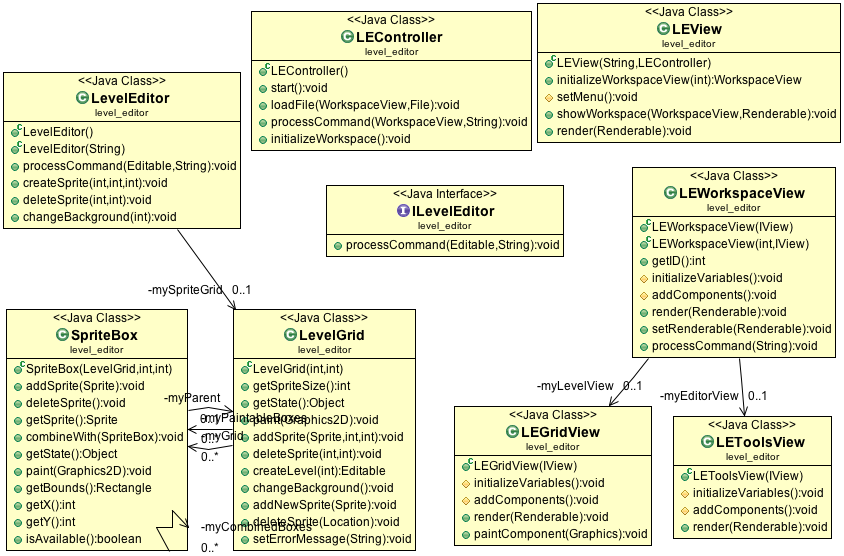 <<Java Class>>
LevelEditor
level_editor
LevelEditor()
LevelEditor(String)
processCommand(Editable,String):void
createSprite(int,int,int):void
deleteSprite(int,int):void
changeBackground(int):void
<<Java Class>>
LEController
level_editor
LEController()
start():void
loadFile(WorkspaceView,File):void
processCommand(WorkspaceView,String):void
initializeWorkspace():void
<<Java Class>>
LEView
level_editor
LEView(String,LEController)
initializeWorkspaceView(int):WorkspaceView
setMenu():void
showWorkspace(WorkspaceView,Renderable):void
render(Renderable):void
<<Java Interface>>
ILevelEditor
level_editor
processCommand(Editable,String):void
<<Java Class>>
LEWorkspaceView
level_editor
LEWorkspaceView(IView)
LEWorkspaceView(int,IView)
getID():int
initializeVariables():void
addComponents():void
render(Renderable):void
setRenderable(Renderable):void
processCommand(String):void
-mySpriteGrid 0..1
<<Java Class>>
SpriteBox
level_editor
SpriteBox(LevelGrid,int,int)
addSprite(Sprite):void
deleteSprite():void
getSprite():Sprite
combineWith(SpriteBox):void
getState():Object
paint(Graphics2D):void
getBounds():Rectangle
getX():int
getY():int
isAvailable():boolean
-myParent
0..1
-myPaintableBoxes
0..*
-myGrid
0..*
-myCombinedBoxes
0..*
<<Java Class>>
LevelGrid
level_editor
LevelGrid(int,int)
getSpriteSize():int
getState():Object
paint(Graphics2D):void
addSprite(Sprite,int,int):void
deleteSprite(int,int):void
createLevel(int):Editable
changeBackground():void
addNewSprite(Sprite):void
deleteSprite(Location):void
setErrorMessage(String):void
-myLevelView 0..1
-myEditorView 0..1
<<Java Class>>
LEGridView
level_editor
LEGridView(IView)
initializeVariables():void
addComponents():void
render(Renderable):void
paintComponent(Graphics):void
<<Java Class>>
LEToolsView
level_editor
LEToolsView(IView)
initializeVariables():void
addComponents():void
render(Renderable):void